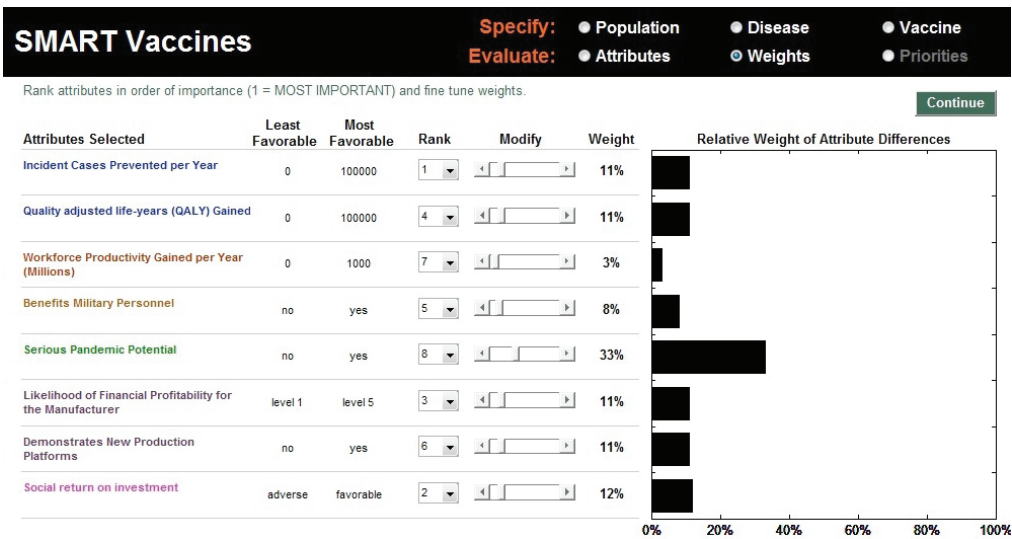 SMART Vaccines
Specify: Population Disease Vaccine
Evaluate: Attributes Weights Priorities
Rank attributes in order of importance (1 = MOST IMPORTANT) and fine tune weights.
Continue
Attributes Selected Least Favorable Most Favorable Rank Modify Weight Relative Weight of Attribute Differences
Incident Cases Prevented per Year 0 100000 1 11%
Quality adjusted life-years (QALY) Gained 0 100000 4 11%
Workforce Productivity Gained per Year
(Millions) 0 1000 7 3%
Benefits Military Personnel no yes 5 8%
Serious Pandemic Potential no yes 8 33%
Likelihood of Financial Profitability for
the Manufacturer level 1 level 5 3 11%
Demonstrates New Production
Platforms no yes 6 11%
Social return on investment adverse favorable 2 12%
0% 20% 40% 60% 80% 100%